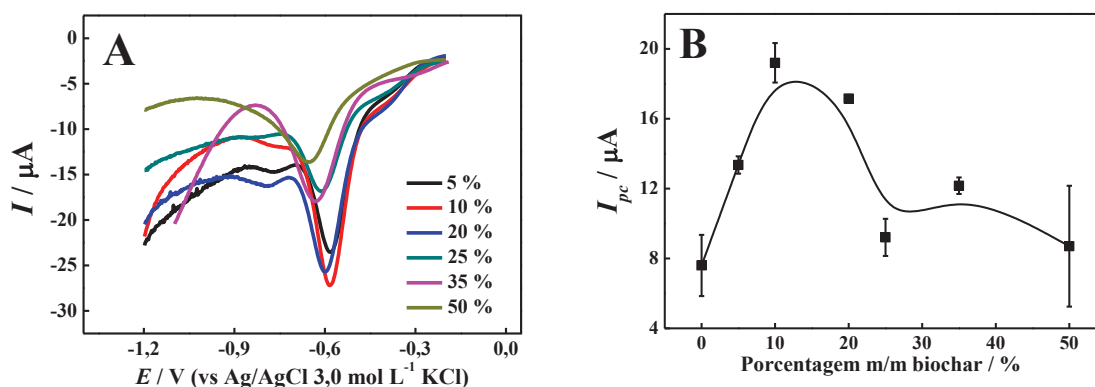 A
0
-5
-10
-15
-20
-25
-30
I / µA
5 %
10 %
20 %
25 %
35 %
50 %
-1,2 -0,9 -0,6 -0,3 0,0
E / V (vs Ag/AgCl 3,0 mol L⁻¹ KCl)
B
20
16
12
8
4
I_pc / µA
0 10 20 30 40 50
Porcentagem m/m biochar / %